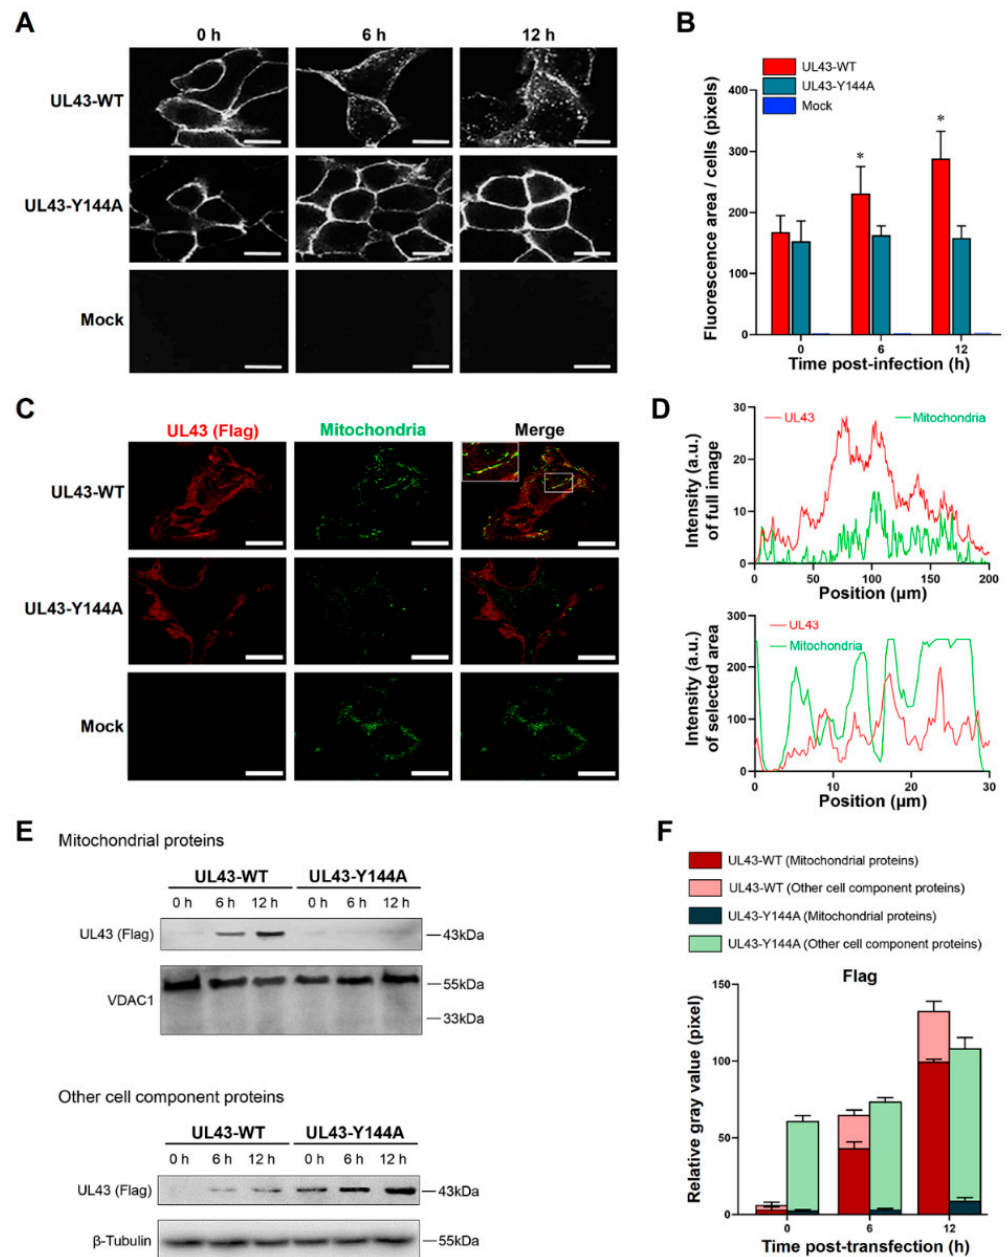 A
0 h 6 h 12 h
UL43-WT
UL43-Y144A
Mock
B
UL43-WT
UL43-Y144A
Mock
Fluorescence area / cells (pixels)
400
300
200
100
0
* *
0 6 12
Time post-infection (h)
C
UL43 (Flag) Mitochondria Merge
UL43-WT
UL43-Y144A
Mock
D
UL43 Mitochondria
Intensity (a.u.)
of full image
30
20
10
0
0 50 100 150 200
Position (μm)
UL43
Mitochondria
Intensity (a.u.)
of selected area
300
200
100
0
0 10 20 30
Position (μm)
E
Mitochondrial proteins
UL43-WT UL43-Y144A
0 h 6 h 12 h 0 h 6 h 12 h
UL43 (Flag) 43kDa
VDAC1 55kDa
33kDa
Other cell component proteins
UL43-WT UL43-Y144A
0 h 6 h 12 h 0 h 6 h 12 h
UL43 (Flag) 43kDa
β-Tubulin 55kDa
F
UL43-WT (Mitochondrial proteins)
UL43-WT (Other cell component proteins)
UL43-Y144A (Mitochondrial proteins)
UL43-Y144A (Other cell component proteins)
Flag
Relative gray value (pixel)
150
100
50
0
0 6 12
Time post-transfection (h)